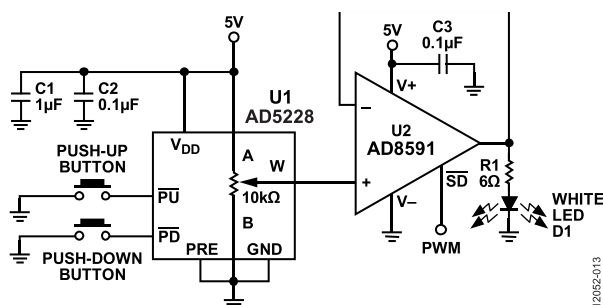 5V
5V
C3
0.1µF
C1
1µF
C2
0.1µF
U1
AD5228
V+
VDD
A
W
–
U2
AD8591
PUSH-UP
BUTTON
10kΩ
+
SD
R1
6Ω
PU
B
V–
WHITE
LED
D1
PD
PRE
GND
PWM
PUSH-DOWN
BUTTON
12052-013